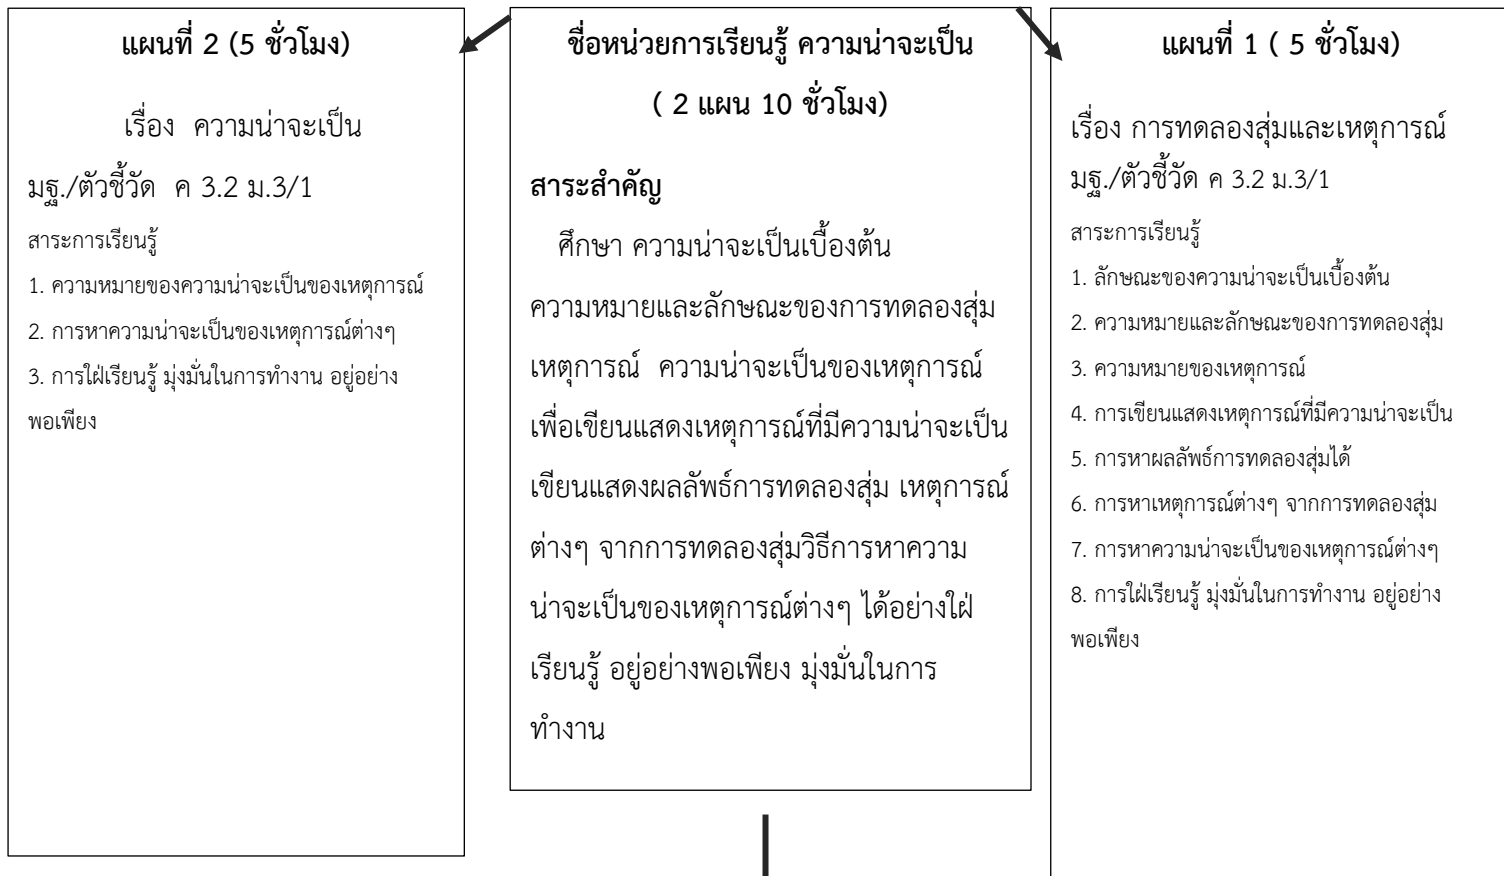 แผนที่ 2 (5 ชั่วโมง)
เรื่อง  ความน่าจะเป็น
มฐ./ตัวชี้วัด  ค 3.2 ม.3/1
สาระการเรียนรู้
1. ความหมายของความน่าจะเป็นของเหตุการณ์
2. การหาความน่าจะเป็นของเหตุการณ์ต่างๆ
3. การใฝ่เรียนรู้ มุ่งมั่นในการทำงาน อยู่อย่าง
พอเพียง
ชื่อหน่วยการเรียนรู้ ความน่าจะเป็น
( 2 แผน 10 ชั่วโมง)
สาระสำคัญ
ศึกษา ความน่าจะเป็นเบื้องต้น
ความหมายและลักษณะของการทดลองสุ่ม
เหตุการณ์  ความน่าจะเป็นของเหตุการณ์
เพื่อเขียนแสดงเหตุการณ์ที่มีความน่าจะเป็น
เขียนแสดงผลลัพธ์การทดลองสุ่ม เหตุการณ์
ต่างๆ จากการทดลองสุ่มวิธีการหาความ
น่าจะเป็นของเหตุการณ์ต่างๆ ได้อย่างใฝ่
เรียนรู้ อยู่อย่างพอเพียง มุ่งมั่นในการ
ทำงาน
แผนที่ 1 ( 5 ชั่วโมง)
เรื่อง การทดลองสุ่มและเหตุการณ์
มฐ./ตัวชี้วัด ค 3.2 ม.3/1
สาระการเรียนรู้
1. ลักษณะของความน่าจะเป็นเบื้องต้น
2. ความหมายและลักษณะของการทดลองสุ่ม
3. ความหมายของเหตุการณ์
4. การเขียนแสดงเหตุการณ์ที่มีความน่าจะเป็น
5. การหาผลลัพธ์การทดลองสุ่มได้
6. การหาเหตุการณ์ต่างๆ จากการทดลองสุ่ม
7. การหาความน่าจะเป็นของเหตุการณ์ต่างๆ
8. การใฝ่เรียนรู้ มุ่งมั่นในการทำงาน อยู่อย่าง
พอเพียง